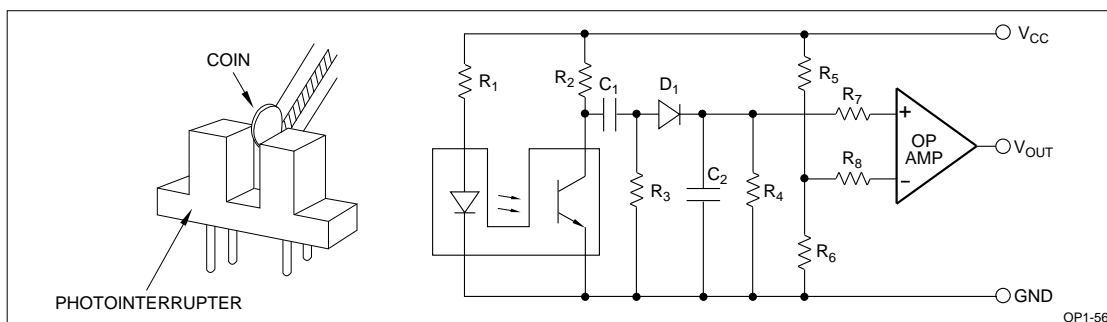 COIN
PHOTOINTERRUPTER
R1
R2
C1
D1
R3
C2
R4
R5
R6
R7
R8
+
OP
AMP
−
VCC
VOUT
GND
OP1-56